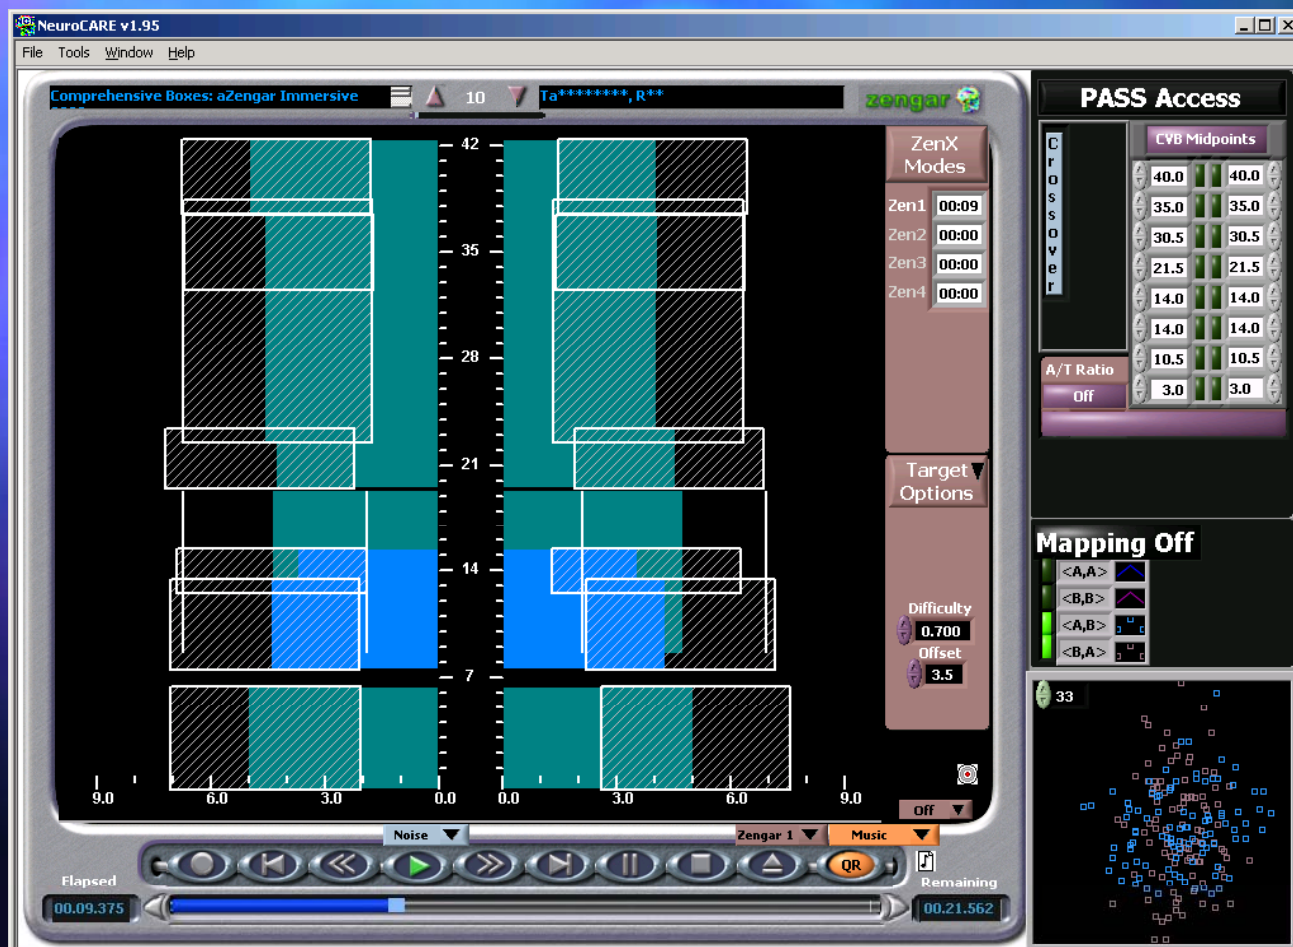 NeuroCARE v1.95
File Tools Window Help
Comprehensive Boxes: aZengar Immersive
10
Ta********, R**
zengar
42
35
28
21
14
7
9.0 6.0 3.0 0.0 0.0 3.0 6.0 9.0
ZenX
Modes
Zen1 00:09
Zen2 00:00
Zen3 00:00
Zen4 00:00
Target
Options
Difficulty
0.700
Offset
3.5
Off
Noise
Zengar 1
Music
QR
Elapsed
00.09.375
Remaining
00.21.562
PASS Access
Crossover
CVB Midpoints
40.0 40.0
35.0 35.0
30.5 30.5
21.5 21.5
14.0 14.0
14.0 14.0
10.5 10.5
3.0 3.0
A/T Ratio
Off
Mapping Off
<A,A>
<B,B>
<A,B>
<B,A>
33